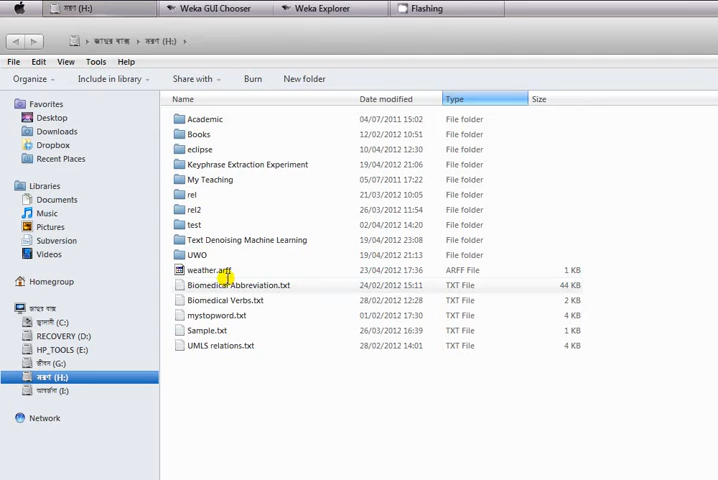 মরণ (H:) Weka GUI Chooser Weka Explorer Flashing
জাদুর বাক্স মরণ (H:)
File Edit View Tools Help
Organize Include in library Share with Burn New folder
Name Date modified Type Size
Favorites
Desktop
Downloads
Dropbox
Recent Places
Libraries
Documents
Music
Pictures
Subversion
Videos
Homegroup
জাদুর বাক্স
জ্বালানী (C:)
RECOVERY (D:)
HP_TOOLS (E:)
জীবন (G:)
মরণ (H:)
আবর্জনা (I:)
Network
Academic 04/07/2011 15:02 File folder
Books 12/02/2012 10:51 File folder
eclipse 10/04/2012 12:30 File folder
Keyphrase Extraction Experiment 19/04/2012 21:06 File folder
My Teaching 05/07/2011 17:22 File folder
rel 21/03/2012 10:05 File folder
rel2 26/03/2012 11:54 File folder
test 02/04/2012 14:20 File folder
Text Denoising Machine Learning 19/04/2012 23:08 File folder
UWO 19/04/2012 21:13 File folder
weather.arff 23/04/2012 17:36 ARFF File 1 KB
Biomedical Abbreviation.txt 24/02/2012 15:11 TXT File 44 KB
Biomedical Verbs.txt 28/02/2012 12:28 TXT File 2 KB
mystopword.txt 01/02/2012 17:30 TXT File 4 KB
Sample.txt 26/03/2012 16:39 TXT File 1 KB
UMLS relations.txt 28/02/2012 14:01 TXT File 4 KB